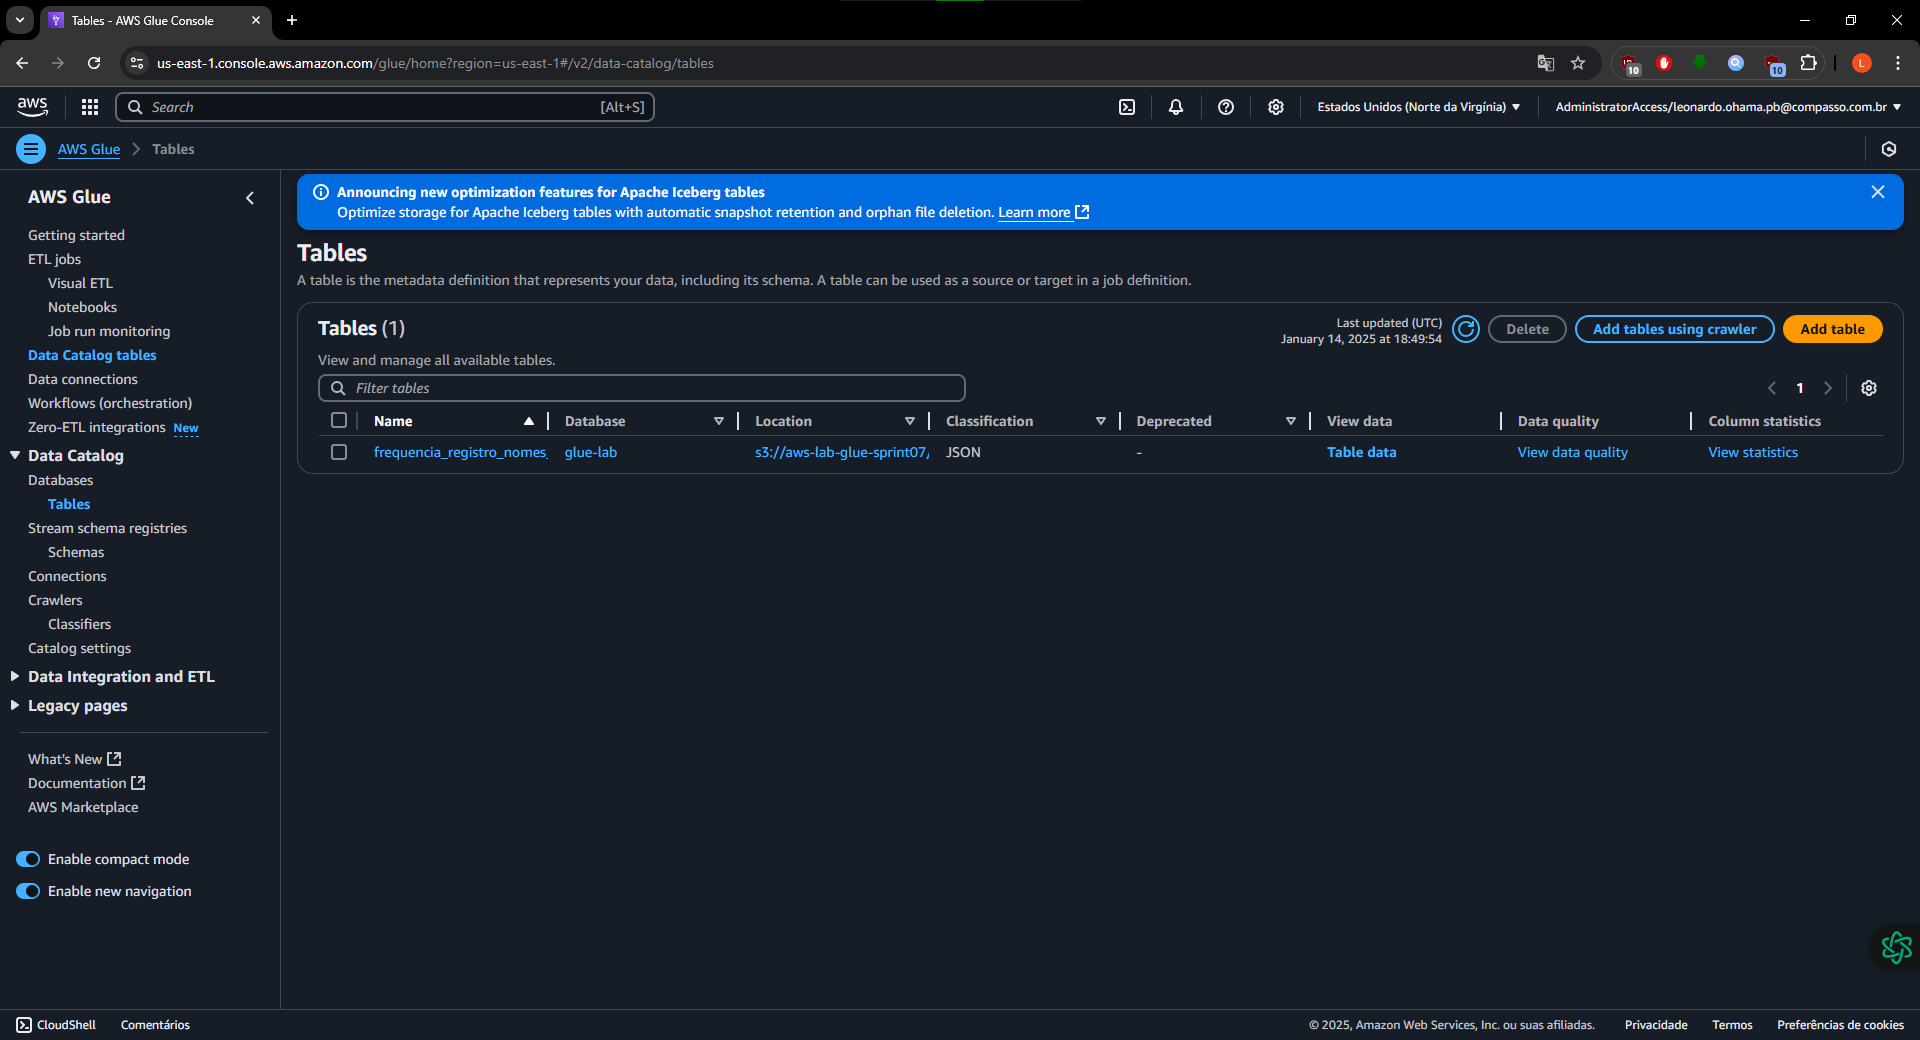 Tables - AWS Glue Console
us-east-1.console.aws.amazon.com/glue/home?region=us-east-1#/v2/data-catalog/tables
10
10
L
aws
Search
[Alt+S]
Estados Unidos (Norte da Virgínia)
AdministratorAccess/leonardo.ohama.pb@compasso.com.br
AWS Glue
Tables
AWS Glue
Getting started
ETL jobs
Visual ETL
Notebooks
Job run monitoring
Data Catalog tables
Data connections
Workflows (orchestration)
Zero-ETL integrations New
Data Catalog
Databases
Tables
Stream schema registries
Schemas
Connections
Crawlers
Classifiers
Catalog settings
Data Integration and ETL
Legacy pages
What's New
Documentation
AWS Marketplace
Enable compact mode
Enable new navigation
Announcing new optimization features for Apache Iceberg tables
Optimize storage for Apache Iceberg tables with automatic snapshot retention and orphan file deletion. Learn more
Tables
A table is the metadata definition that represents your data, including its schema. A table can be used as a source or target in a job definition.
Tables (1)
Last updated (UTC)
January 14, 2025 at 18:49:54
Delete
Add tables using crawler
Add table
View and manage all available tables.
Filter tables
1
Name Database Location Classification Deprecated View data Data quality Column statistics
frequencia_registro_nomes_ glue-lab s3://aws-lab-glue-sprint07/ JSON - Table data View data quality View statistics
CloudShell
Comentários
© 2025, Amazon Web Services, Inc. ou suas afiliadas.
Privacidade
Termos
Preferências de cookies